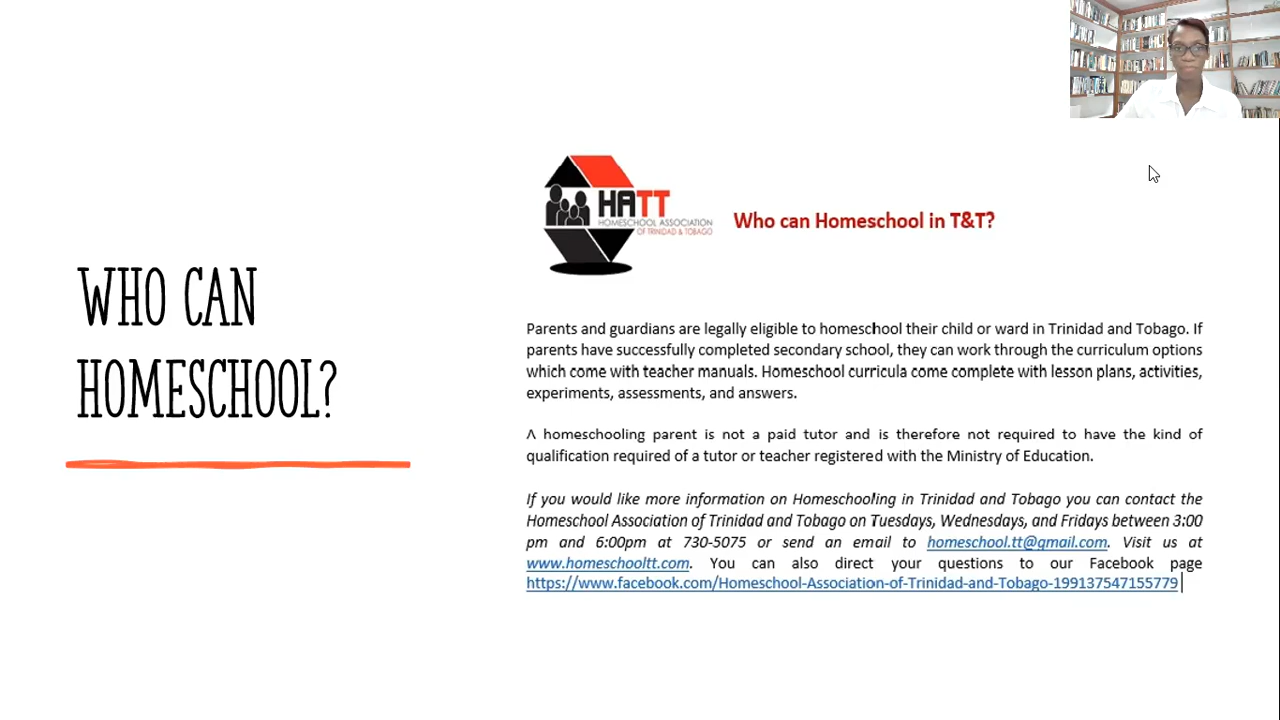 WHO CAN
HOMESCHOOL?
HATT
HOMESCHOOL ASSOCIATION
OF TRINIDAD & TOBAGO
Who can Homeschool in T&T?
Parents and guardians are legally eligible to homeschool their child or ward in Trinidad and Tobago. If
parents have successfully completed secondary school, they can work through the curriculum options
which come with teacher manuals. Homeschool curricula come complete with lesson plans, activities,
experiments, assessments, and answers.
A homeschooling parent is not a paid tutor and is therefore not required to have the kind of
qualification required of a tutor or teacher registered with the Ministry of Education.
If you would like more information on Homeschooling in Trinidad and Tobago you can contact the
Homeschool Association of Trinidad and Tobago on Tuesdays, Wednesdays, and Fridays between 3:00
pm and 6:00pm at 730-5075 or send an email to homeschool.tt@gmail.com. Visit us at
www.homeschooltt.com. You can also direct your questions to our Facebook page
https://www.facebook.com/Homeschool-Association-of-Trinidad-and-Tobago-199137547155779